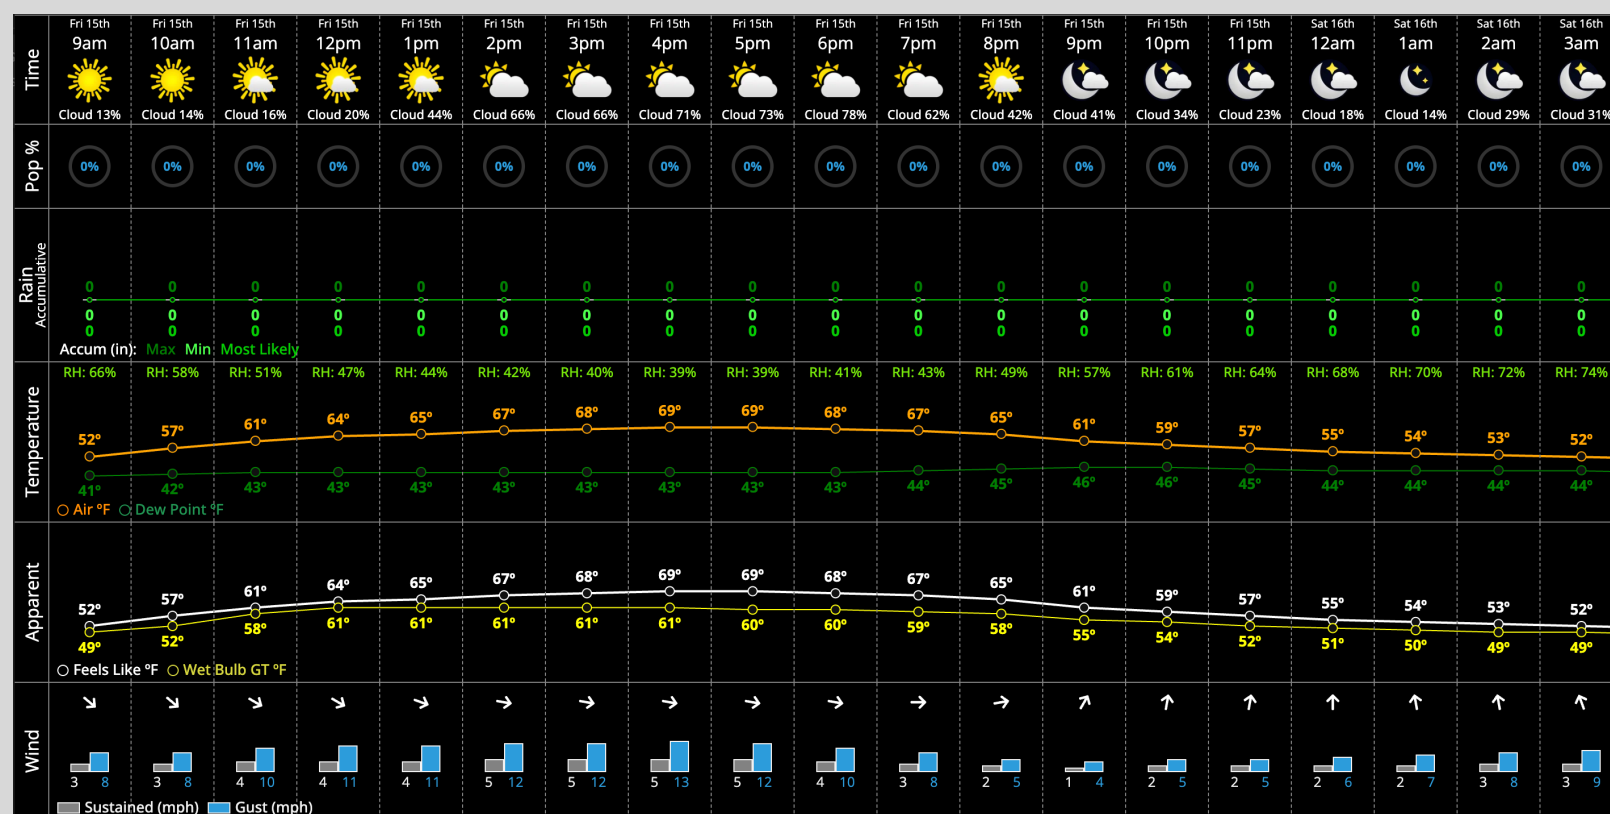 Fri 15th Fri 15th Fri 15th Fri 15th Fri 15th Fri 15th Fri 15th Fri 15th Fri 15th Fri 15th Fri 15th Fri 15th Fri 15th Fri 15th Fri 15th Sat 16th Sat 16th Sat 16th Sat 16th
9am 10am 11am 12pm 1pm 2pm 3pm 4pm 5pm 6pm 7pm 8pm 9pm 10pm 11pm 12am 1am 2am 3am
Time
Cloud 13% Cloud 14% Cloud 16% Cloud 20% Cloud 44% Cloud 66% Cloud 66% Cloud 71% Cloud 73% Cloud 78% Cloud 62% Cloud 42% Cloud 41% Cloud 34% Cloud 23% Cloud 18% Cloud 14% Cloud 29% Cloud 31%
Pop %
0% 0% 0% 0% 0% 0% 0% 0% 0% 0% 0% 0% 0% 0% 0% 0% 0% 0% 0%
Rain
Accumulative
0 0 0 0 0 0 0 0 0 0 0 0 0 0 0 0 0 0 0
0 0 0 0 0 0 0 0 0 0 0 0 0 0 0 0 0 0 0
0 0 0 0 0 0 0 0 0 0 0 0 0 0 0 0 0 0 0
Accum (in): Max Min Most Likely
RH: 66% RH: 58% RH: 51% RH: 47% RH: 44% RH: 42% RH: 40% RH: 39% RH: 39% RH: 41% RH: 43% RH: 49% RH: 57% RH: 61% RH: 64% RH: 68% RH: 70% RH: 72% RH: 74%
Temperature
52° 57° 61° 64° 65° 67° 68° 69° 69° 68° 67° 65° 61° 59° 57° 55° 54° 53° 52°
41° 42° 43° 43° 43° 43° 43° 43° 43° 43° 44° 45° 46° 46° 45° 44° 44° 44° 44°
Air °F Dew Point °F
Apparent
52° 57° 61° 64° 65° 67° 68° 69° 69° 68° 67° 65° 61° 59° 57° 55° 54° 53° 52°
49° 52° 58° 61° 61° 61° 61° 61° 60° 60° 59° 58° 55° 54° 52° 51° 50° 49° 49°
Feels Like °F Wet Bulb GT °F
Wind
3 8 3 8 4 10 4 11 4 11 5 12 5 12 5 13 5 12 4 10 3 8 2 5 1 4 2 5 2 5 2 6 2 7 3 8 3 9
Sustained (mph) Gust (mph)